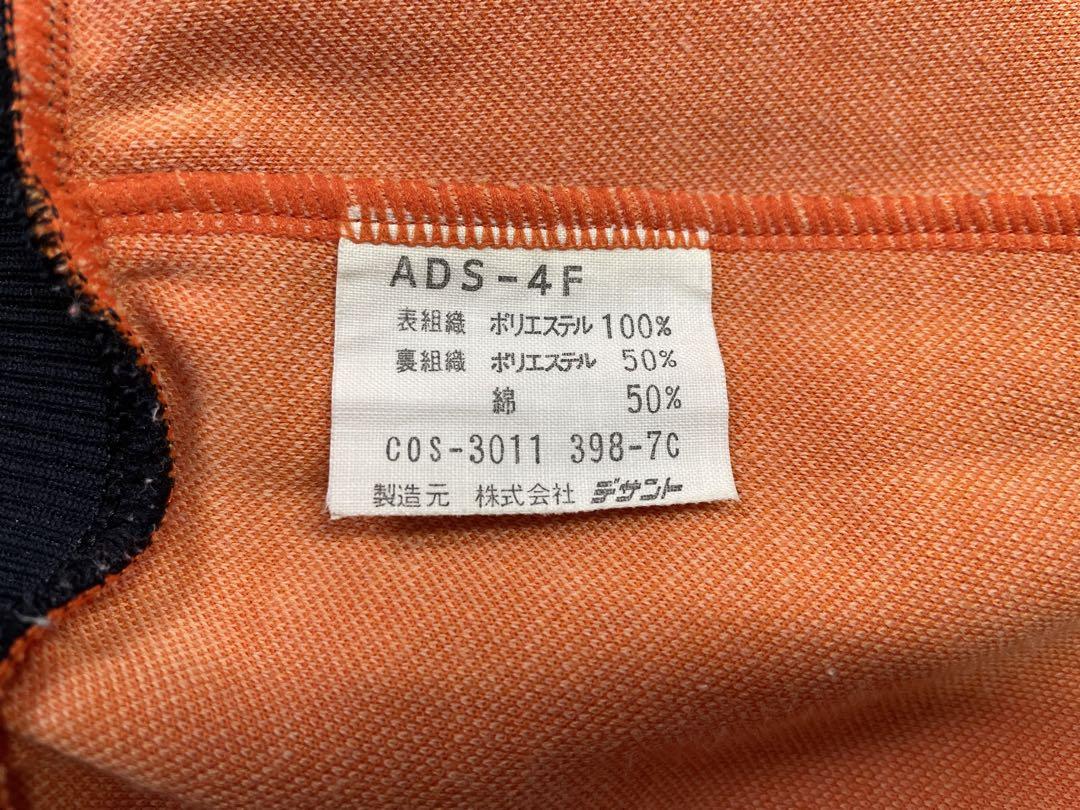 ADS-4F
表組織 ポリエステル 100%
裏組織 ポリエステル 50%
綿 50%
COS-3011 398-7C
製造元 株式会社 デサント